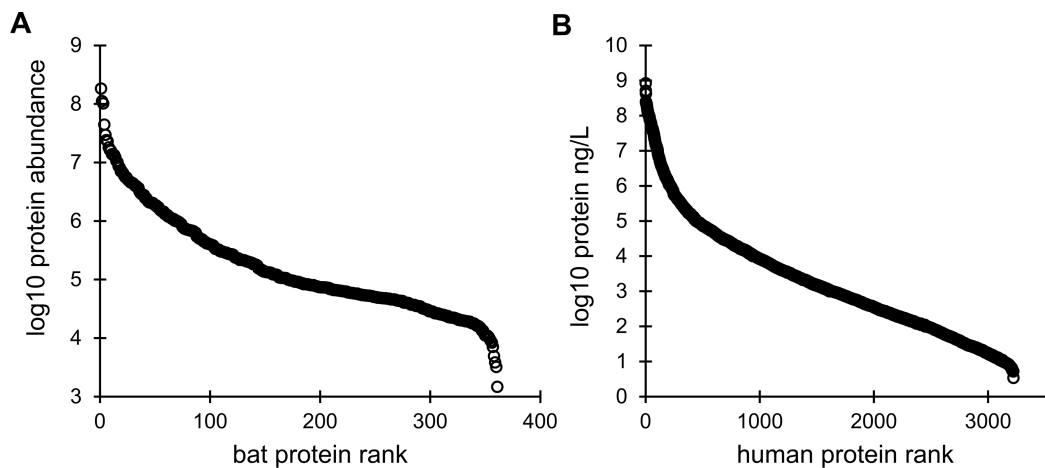 A
9
8
7
6
5
4
3
log10 protein abundance
0 100 200 300 400
bat protein rank
B
10
9
8
7
6
5
4
3
2
1
0
log10 protein ng/L
0 1000 2000 3000
human protein rank